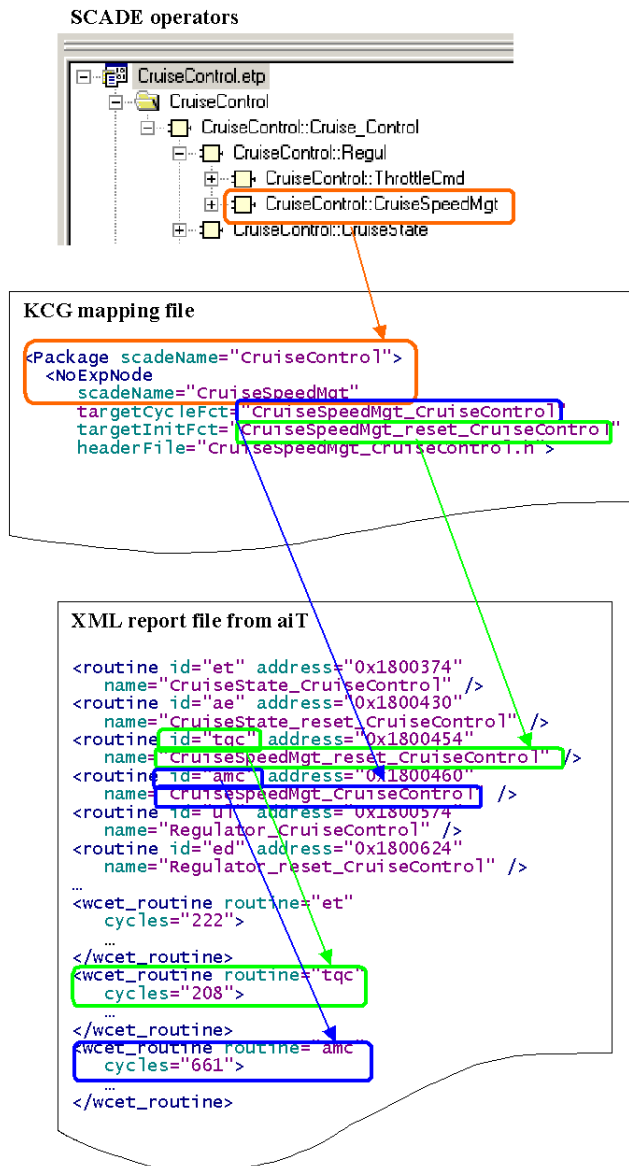 SCADE operators
CruiseControl.etp
CruiseControl
CruiseControl::Cruise_Control
CruiseControl::Regul
CruiseControl::ThrottleCmd
CruiseControl::CruiseSpeedMgt
CruiseControl::CruiseState
KCG mapping file
<Package scadeName="CruiseControl">
<NoExpNode
scadeName="CruiseSpeedMgt"
targetCycleFct="CruiseSpeedMgt_CruiseControl
targetInitFct="CruiseSpeedMgt_reset_CruiseControl"
headerFile="CruiseSpeedMgt_CruiseControl.h">
XML report file from aiT
<routine id="et" address="0x1800374"
name="CruiseState_CruiseControl" />
<routine id="ae" address="0x1800430"
name="CruiseState_reset_CruiseControl" />
<routine id="tqc" address="0x1800454"
name="CruiseSpeedMgt_reset_CruiseControl" />
<routine id="amc" address="0x1800460"
name="CruiseSpeedMgt_CruiseControl" />
<routine id="ul" address="0x1800574"
name="Regulator_CruiseControl" />
<routine id="ed" address="0x1800624"
name="Regulator_reset_CruiseControl" />
…
<wcet_routine routine="et"
cycles="222">
…
</wcet_routine>
<wcet_routine routine="tqc"
cycles="208">
…
</wcet_routine>
<wcet_routine routine="amc"
cycles="661">
…
</wcet_routine>